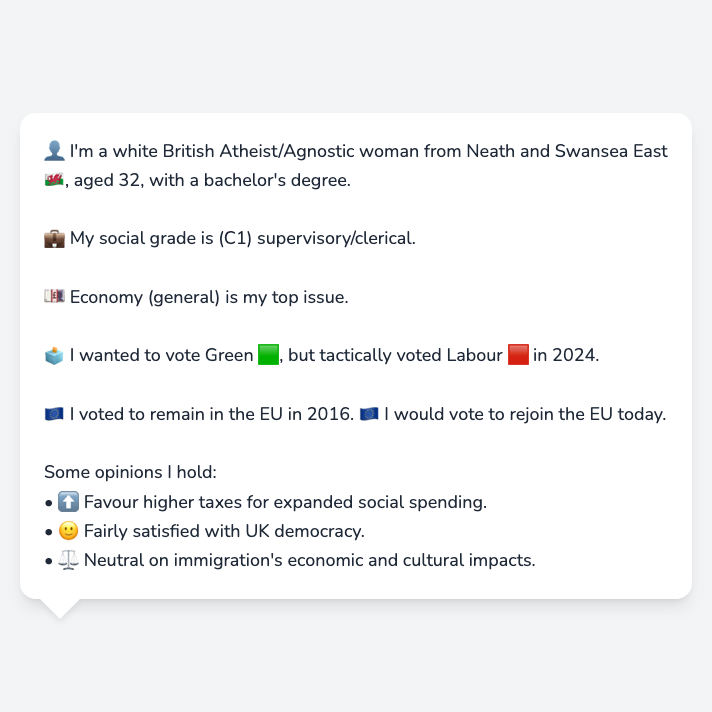 👤 I'm a white British Atheist/Agnostic woman from Neath and Swansea East
🏴󠁧󠁢󠁷󠁬󠁳󠁿, aged 32, with a bachelor's degree.
💼 My social grade is (C1) supervisory/clerical.
💷 Economy (general) is my top issue.
🗳️ I wanted to vote Green 🟩, but tactically voted Labour 🟥 in 2024.
🇪🇺 I voted to remain in the EU in 2016. 🇪🇺 I would vote to rejoin the EU today.
Some opinions I hold:
• ⬆️ Favour higher taxes for expanded social spending.
• 🙂 Fairly satisfied with UK democracy.
• ⚖️ Neutral on immigration's economic and cultural impacts.